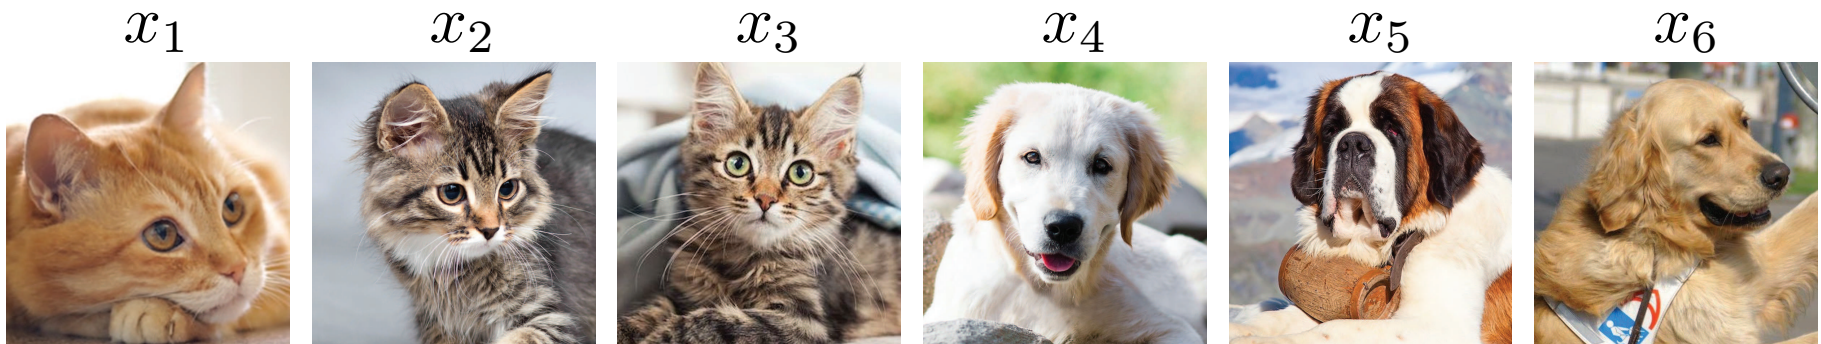 x₁ x₂ x₃ x₄ x₅ x₆